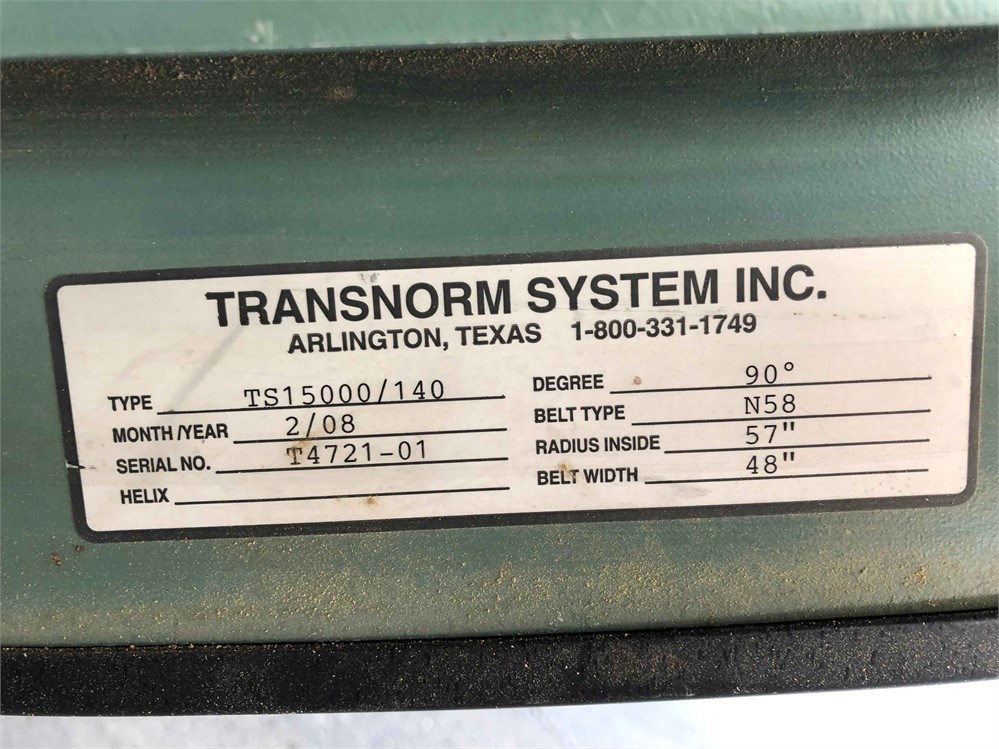 TRANSNORM SYSTEM INC.
ARLINGTON, TEXAS 1-800-331-1749
TYPE TS15000/140
MONTH/YEAR 2/08
SERIAL NO. T4721-01
HELIX
DEGREE 90°
BELT TYPE N58
RADIUS INSIDE 57"
BELT WIDTH 48"